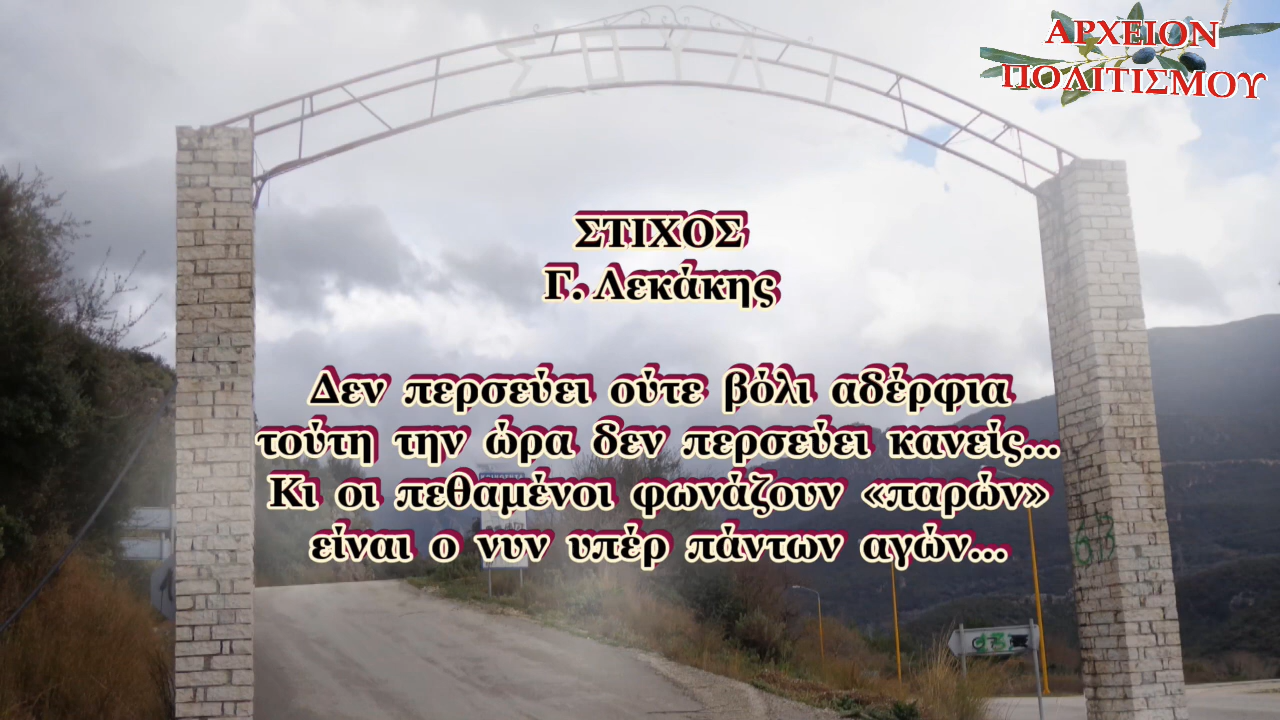 ΑΡΧΕΙΟΝ
ΠΟΛΙΤΙΣΜΟΥ
ΣΟΥΛΙ
ΣΤΙΧΟΣ
Γ. Λεκάκης
Δεν περσεύει ούτε βόλι αδέρφια
τούτη την ώρα δεν περσεύει κανείς...
Κι οι πεθαμένοι φωνάζουν «παρών»
είναι ο νυν υπέρ πάντων αγών...